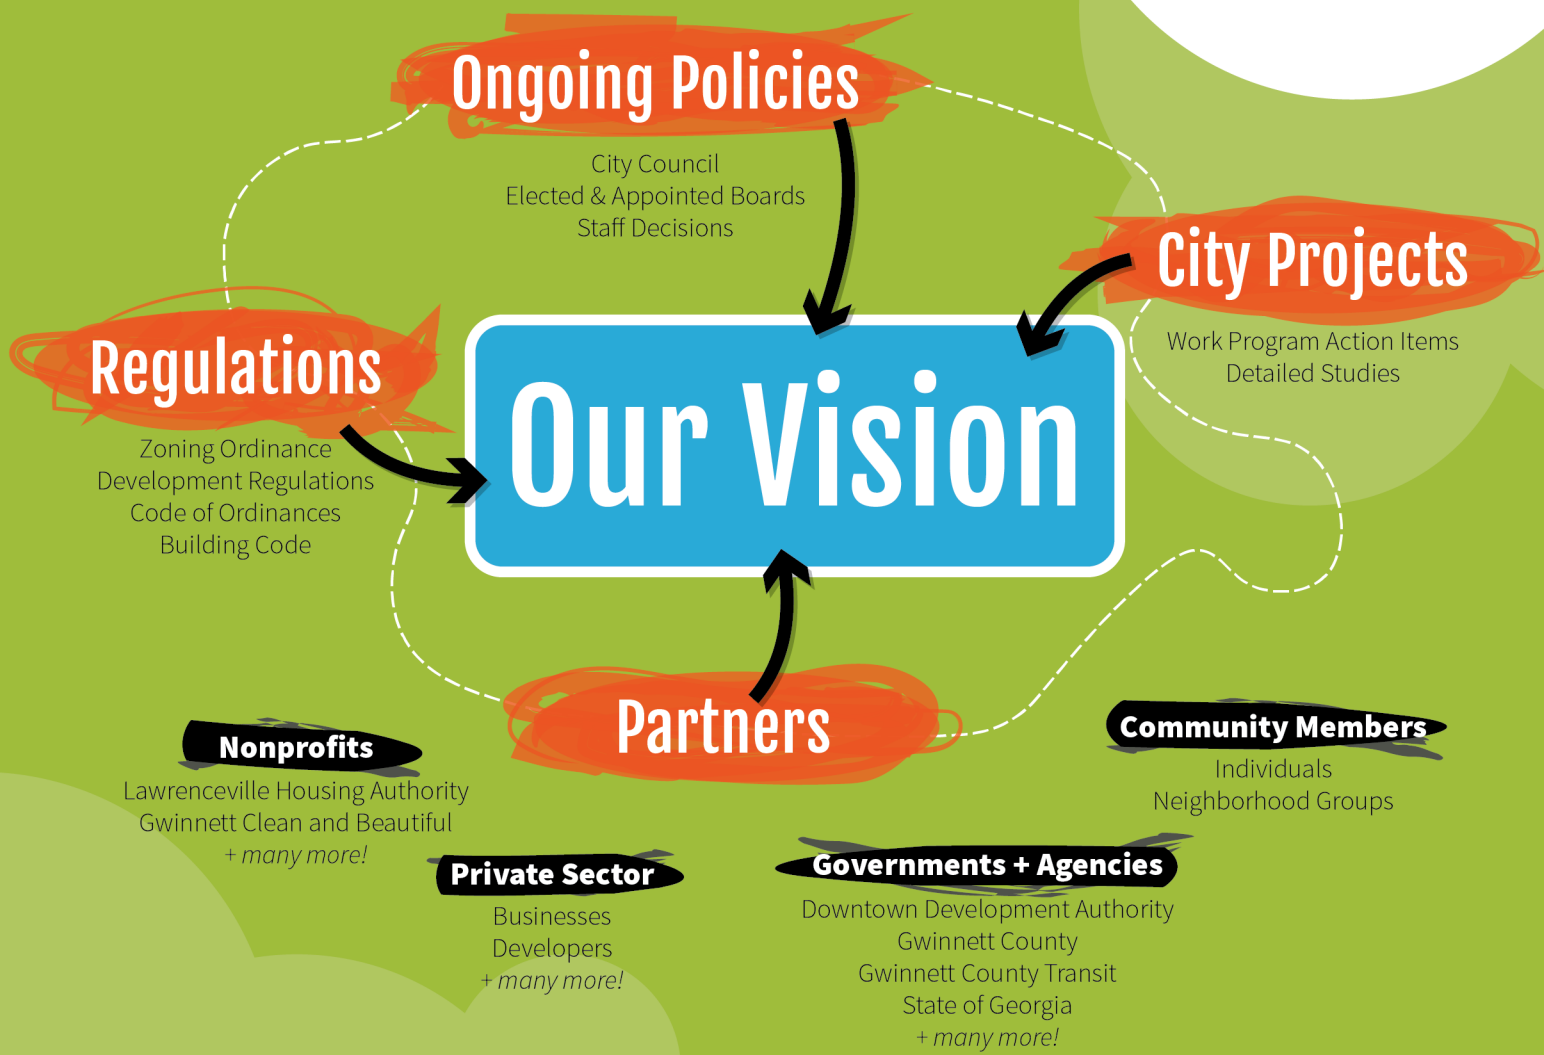 Ongoing Policies
City Council
Elected & Appointed Boards
Staff Decisions
City Projects
Work Program Action Items
Detailed Studies
Regulations
Zoning Ordinance
Development Regulations
Code of Ordinances
Building Code
Our Vision
Partners
Nonprofits
Lawrenceville Housing Authority
Gwinnett Clean and Beautiful
+ many more!
Private Sector
Businesses
Developers
+ many more!
Governments + Agencies
Downtown Development Authority
Gwinnett County
Gwinnett County Transit
State of Georgia
+ many more!
Community Members
Individuals
Neighborhood Groups